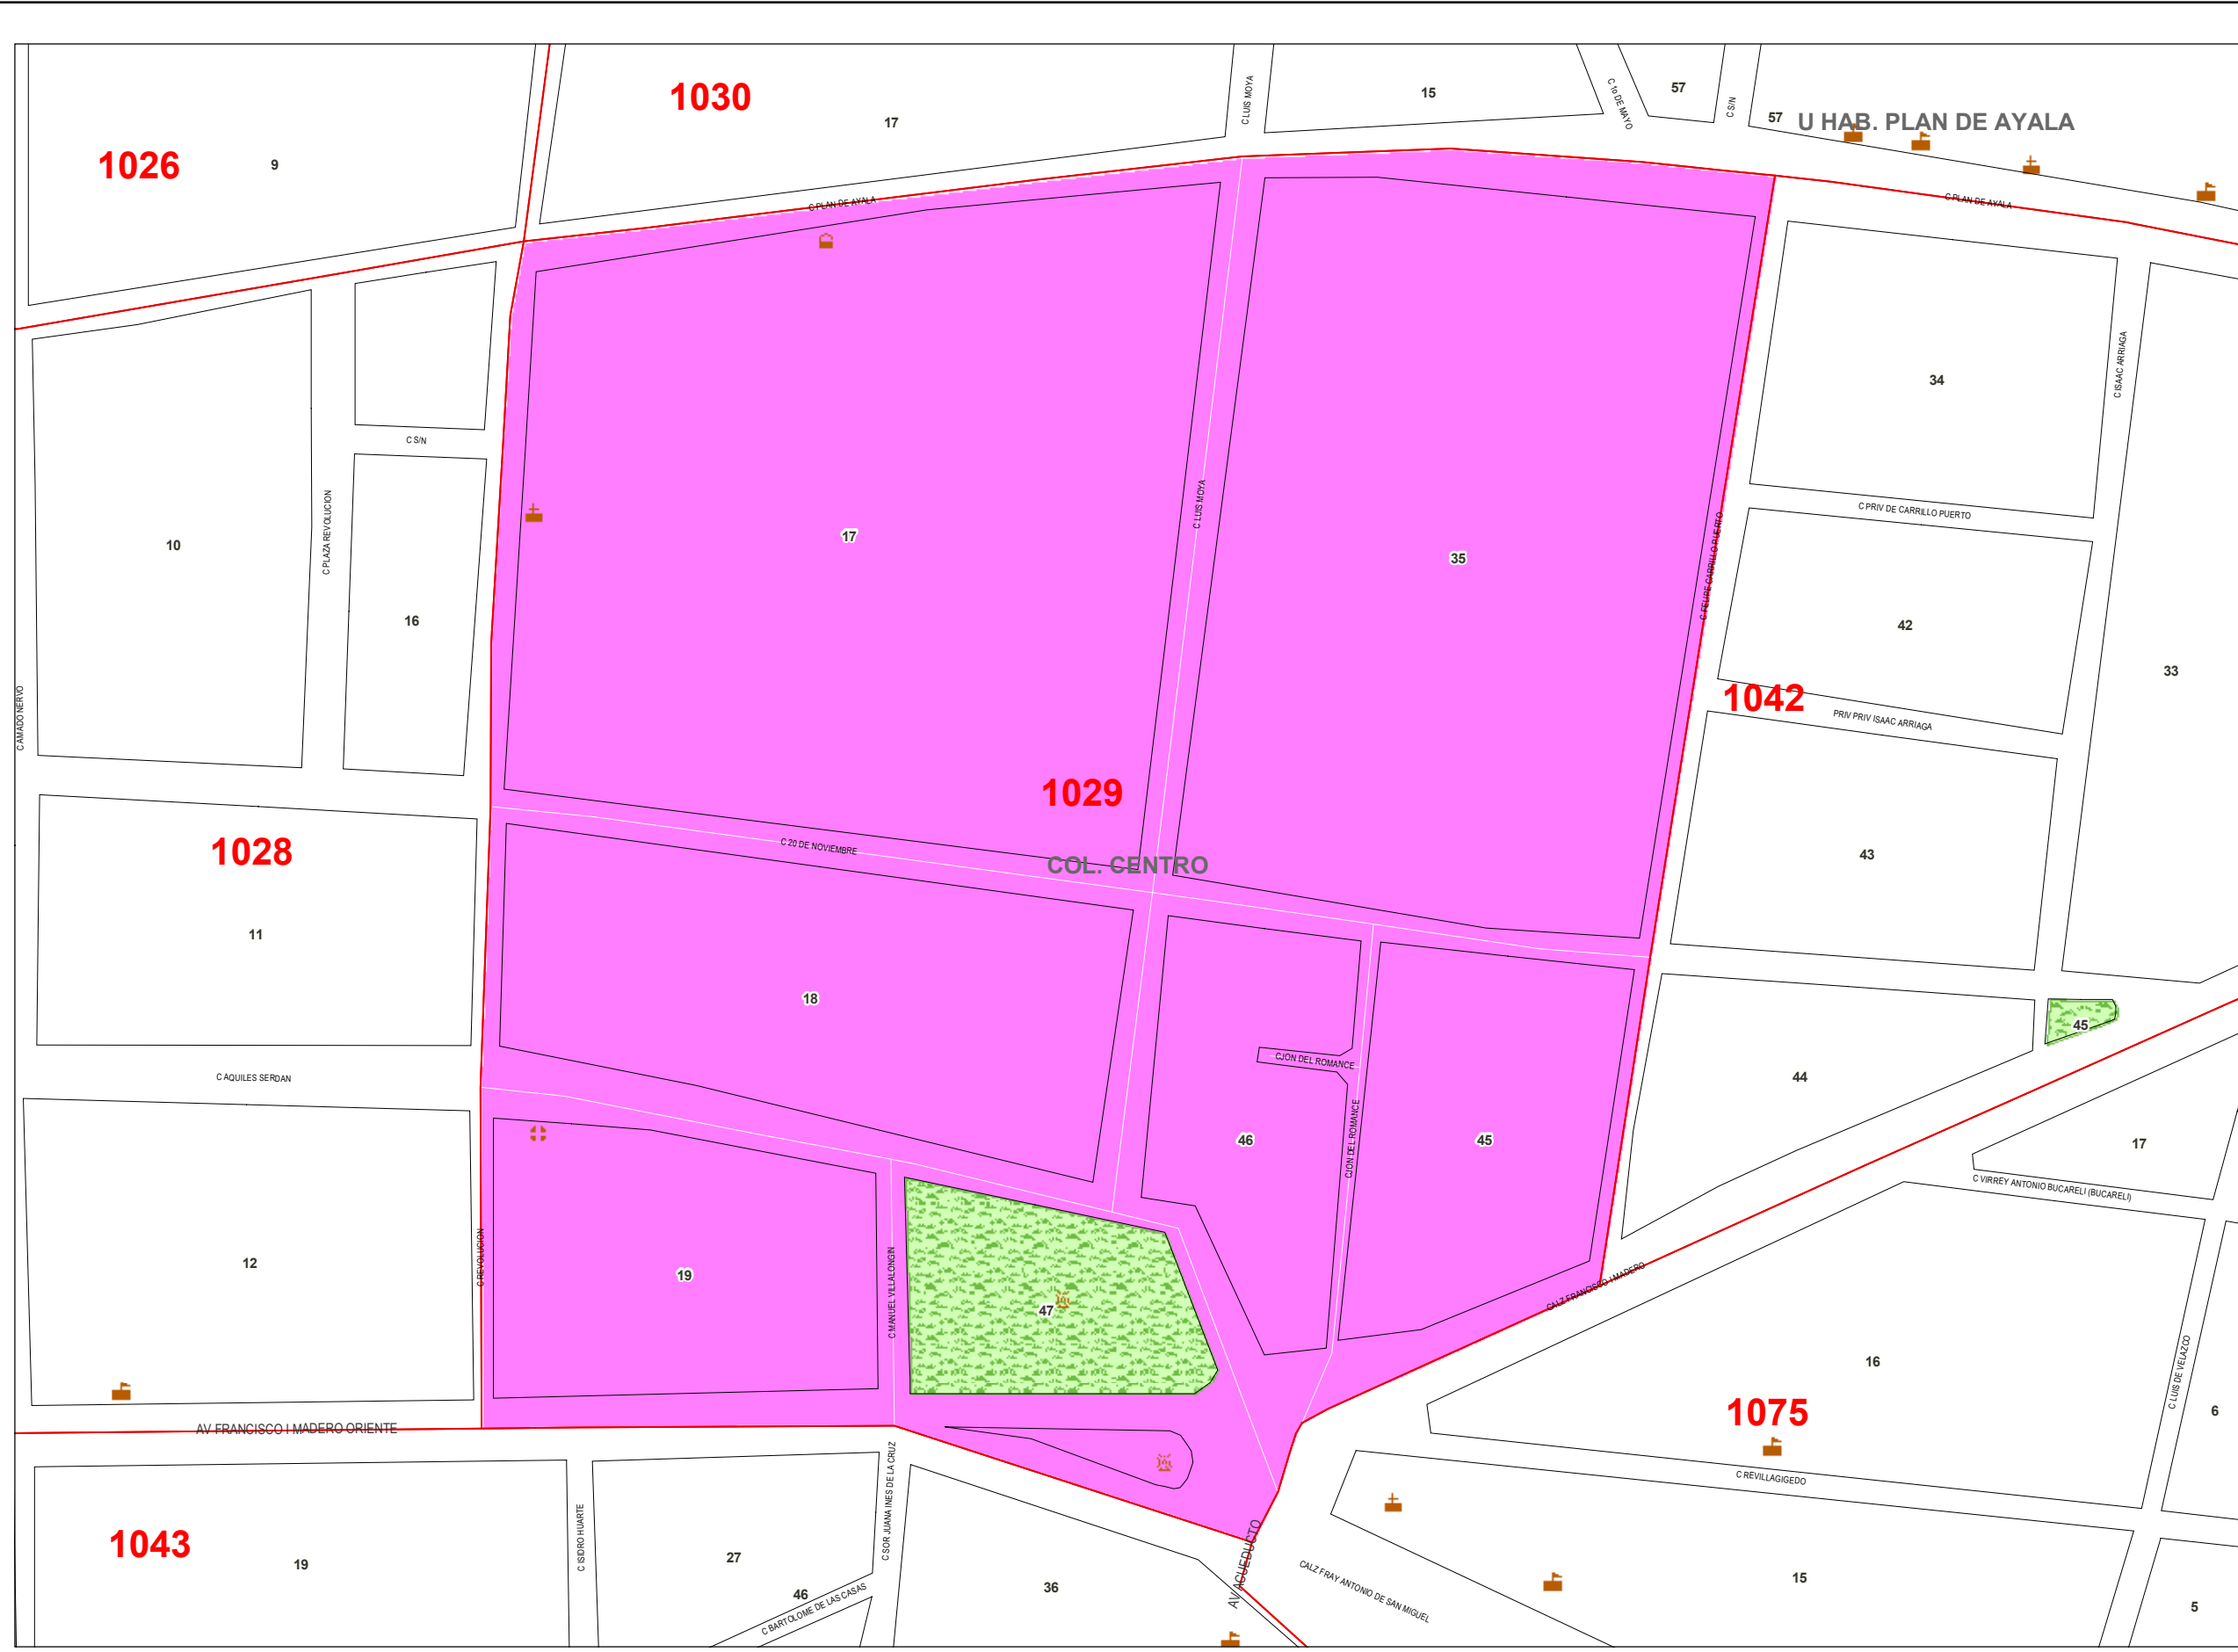 1030
15
57
C LUIS MOYA
C 1o DE MAYO
C S/N
57
U HAB. PLAN DE AYALA
17
1026
9
C PLAN DE AYALA
C PLAN DE AYALA
34
C ISAAC ARRIAGA
C S/N
C PLAZA REVOLUCION
C LUIS MOYA
C PRIV DE CARRILLO PUERTO
10
17
35
C FELIPE CARRILLO PUERTO
16
42
33
C AMADO NERVO
1042
PRIV PRIV ISAAC ARRIAGA
1029
1028
C 20 DE NOVIEMBRE
COL. CENTRO
43
11
18
45
C AQUILES SERDAN
CJON DEL ROMANCE
44
46
CJON DEL ROMANCE
45
17
C VIRREY ANTONIO BUCARELI (BUCARELI)
12
C REVOLUCION
19
C MANUEL VILLALONGIN
47
CALZ FRANCISCO I MADERO
16
C LUIS DE VELAZCO
1075
6
AV FRANCISCO I MADERO ORIENTE
C REVILLAGIGEDO
1043
19
C ISIDRO HUARTE
27
C SOR JUANA INES DE LA CRUZ
46
C BARTOLOME DE LAS CASAS
36
AV ACUEDUCTO
CALZ FRAY ANTONIO DE SAN MIGUEL
15
5